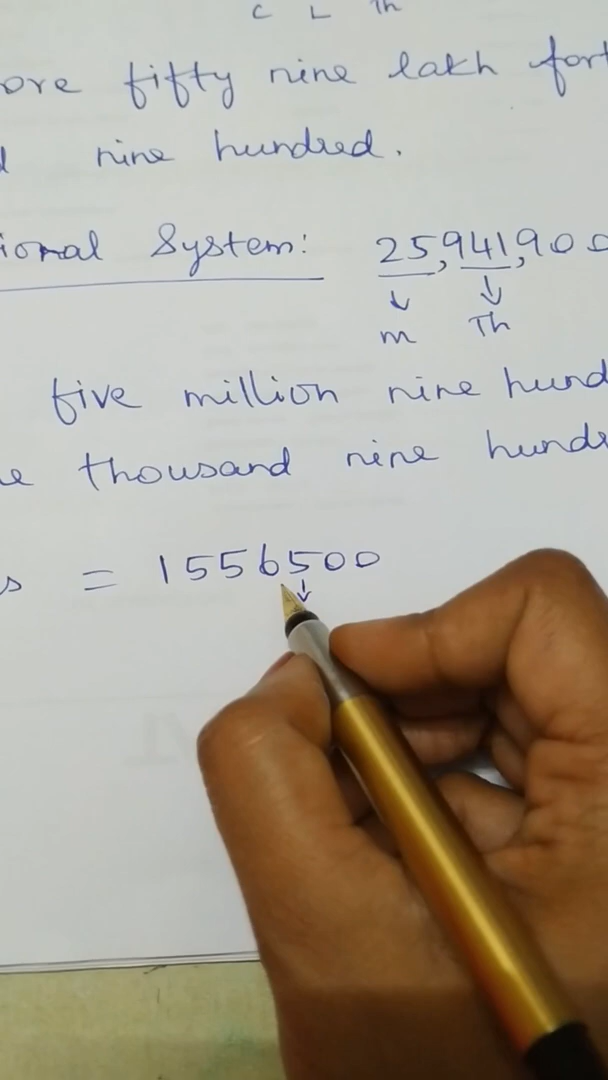 C L Th
ore fifty nine lakh fort
d nine hundred.
ional System: 25,941,900
↓ ↓
m Th
five million nine hund
e thousand nine hund
s = 1556500
↓